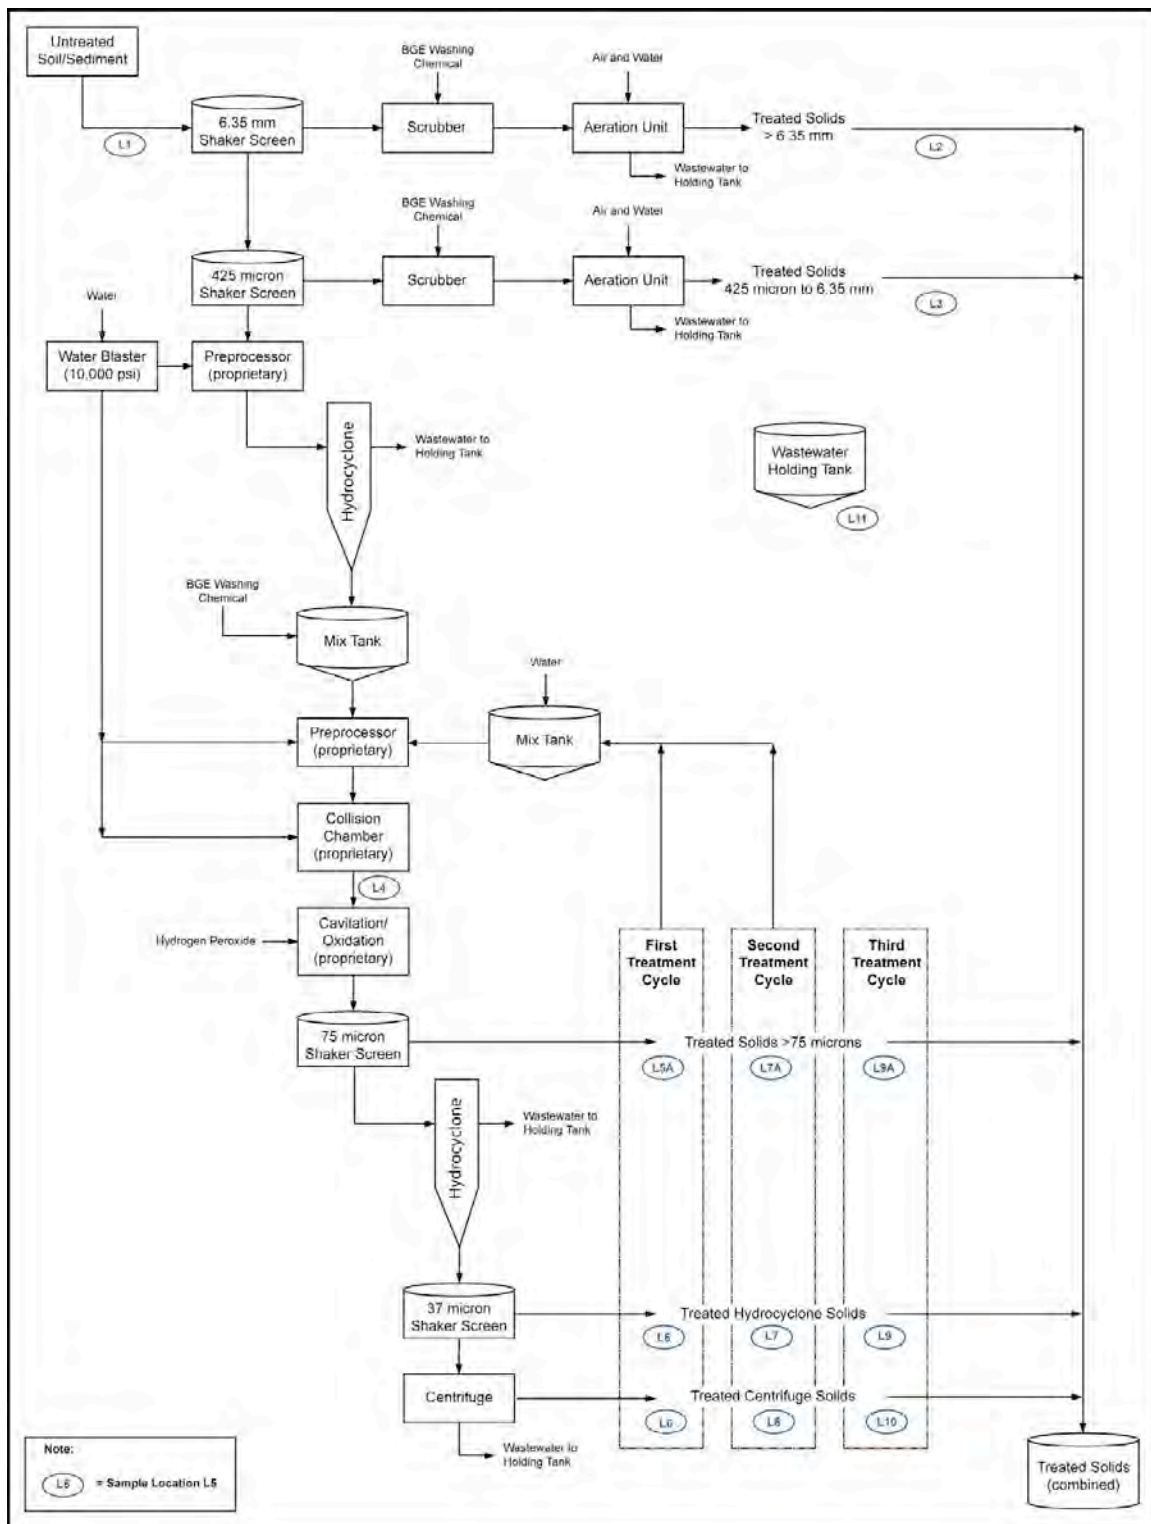 Untreated
Soil/Sediment
L1
6.35 mm
Shaker Screen
BGE Washing
Chemical
Scrubber
Air and Water
Aeration Unit
Wastewater to
Holding Tank
Treated Solids
> 6.35 mm
L2
425 micron
Shaker Screen
BGE Washing
Chemical
Scrubber
Air and Water
Aeration Unit
Wastewater to
Holding Tank
Treated Solids
425 micron to 6.35 mm
L3
Water
Water Blaster
(10,000 psi)
Preprocessor
(proprietary)
Hydrocyclone
Wastewater to
Holding Tank
Wastewater
Holding Tank
L11
BGE Washing
Chemical
Mix Tank
Water
Mix Tank
Preprocessor
(proprietary)
Collision
Chamber
(proprietary)
L4
Hydrogen Peroxide
Cavitation/
Oxidation
(proprietary)
First
Treatment
Cycle
Second
Treatment
Cycle
Third
Treatment
Cycle
75 micron
Shaker Screen
Treated Solids >75 microns
L5A
L7A
L9A
Hydrocyclone
Wastewater to
Holding Tank
37 micron
Shaker Screen
Treated Hydrocyclone Solids
L7
L9
Centrifuge
Treated Centrifuge Solids
L6
L8
L10
Wastewater to
Holding Tank
Note:
= Sample Location L5
Treated Solids
(combined)